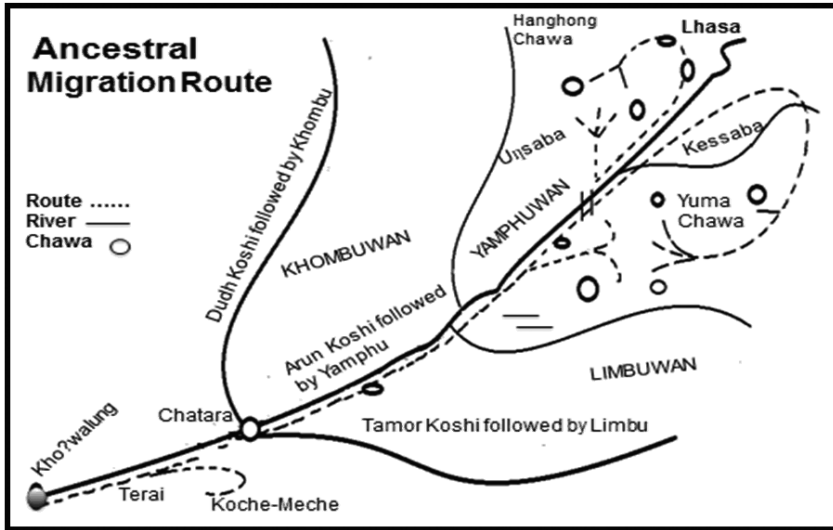 Ancestral
Migration Route
Hanghong
Chawa
Lhasa
Route ......
River ——
Chawa
Dudh Koshi followed by Khombu
KHOMBUWAN
Uŋsaba
YAMPHUWAN
Kessaba
Yuma
Chawa
Arun Koshi followed
by Yamphu
LIMBUWAN
Chatara
Tamor Koshi followed by Limbu
Kho?walung
Terai
Koche-Meche